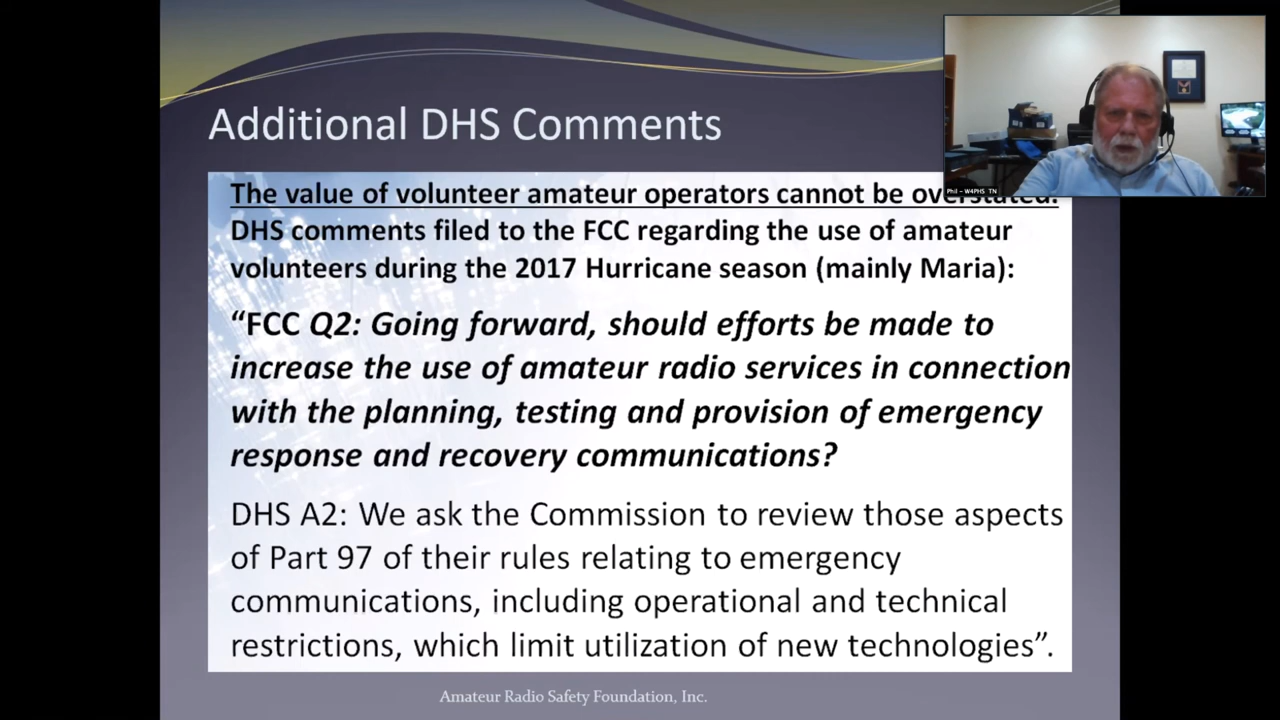 Additional DHS Comments
The value of volunteer amateur operators cannot be
DHS comments filed to the FCC regarding the use of amateur
volunteers during the 2017 Hurricane season (mainly Maria):
“FCC Q2: Going forward, should efforts be made to
increase the use of amateur radio services in connection
with the planning, testing and provision of emergency
response and recovery communications?
DHS A2: We ask the Commission to review those aspects
of Part 97 of their rules relating to emergency
communications, including operational and technical
restrictions, which limit utilization of new technologies”.
Amateur Radio Safety Foundation, Inc.
Phil - W4PHS TN